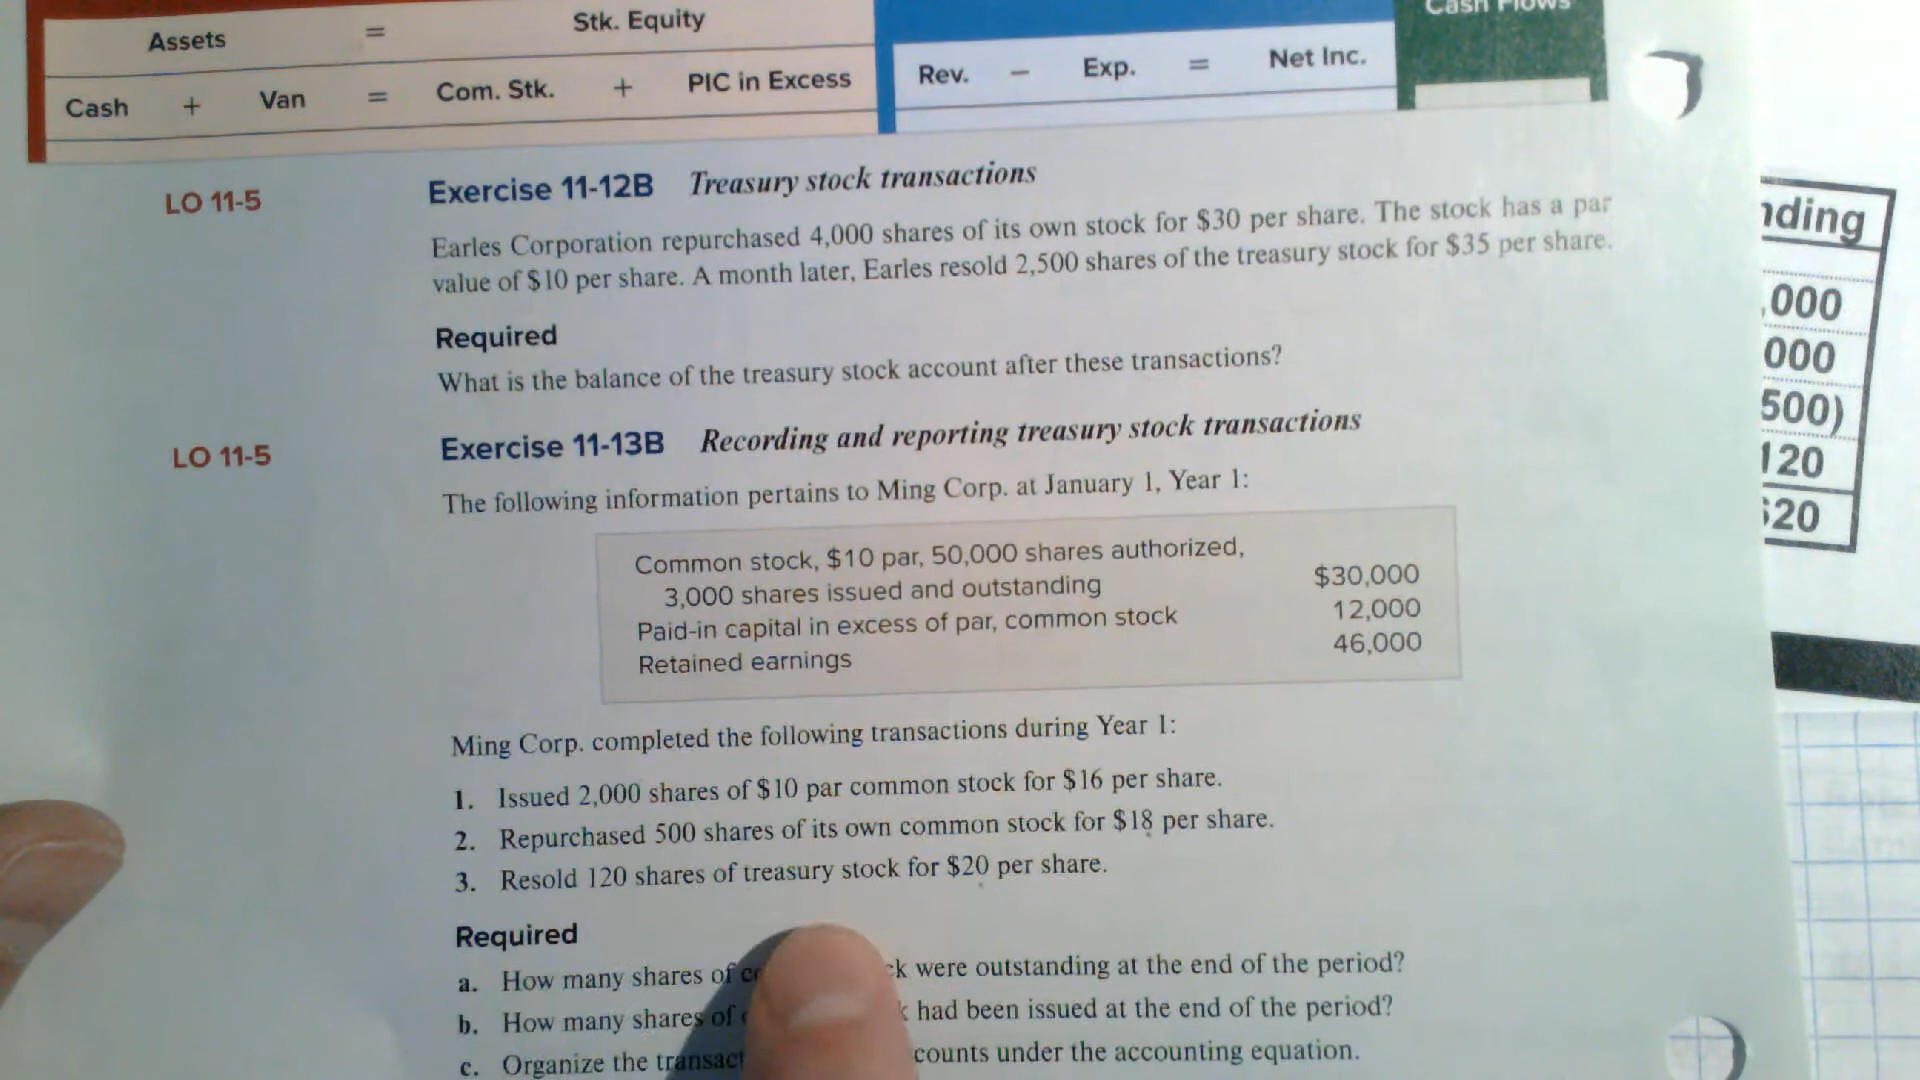 Cash Flows
Assets = Stk. Equity
Rev. − Exp. = Net Inc.
Cash + Van = Com. Stk. + PIC in Excess
LO 11-5
Exercise 11-12B Treasury stock transactions
Earles Corporation repurchased 4,000 shares of its own stock for $30 per share. The stock has a par
value of $10 per share. A month later, Earles resold 2,500 shares of the treasury stock for $35 per share.
Required
What is the balance of the treasury stock account after these transactions?
LO 11-5
Exercise 11-13B Recording and reporting treasury stock transactions
The following information pertains to Ming Corp. at January 1, Year 1:
Common stock, $10 par, 50,000 shares authorized,
3,000 shares issued and outstanding $30,000
Paid-in capital in excess of par, common stock 12,000
Retained earnings 46,000
Ming Corp. completed the following transactions during Year 1:
1. Issued 2,000 shares of $10 par common stock for $16 per share.
2. Repurchased 500 shares of its own common stock for $18 per share.
3. Resold 120 shares of treasury stock for $20 per share.
Required
a. How many shares of were outstanding at the end of the period?
b. How many shares of had been issued at the end of the period?
c. Organize the counts under the accounting equation.
nding
,000
000
500)
120
$20